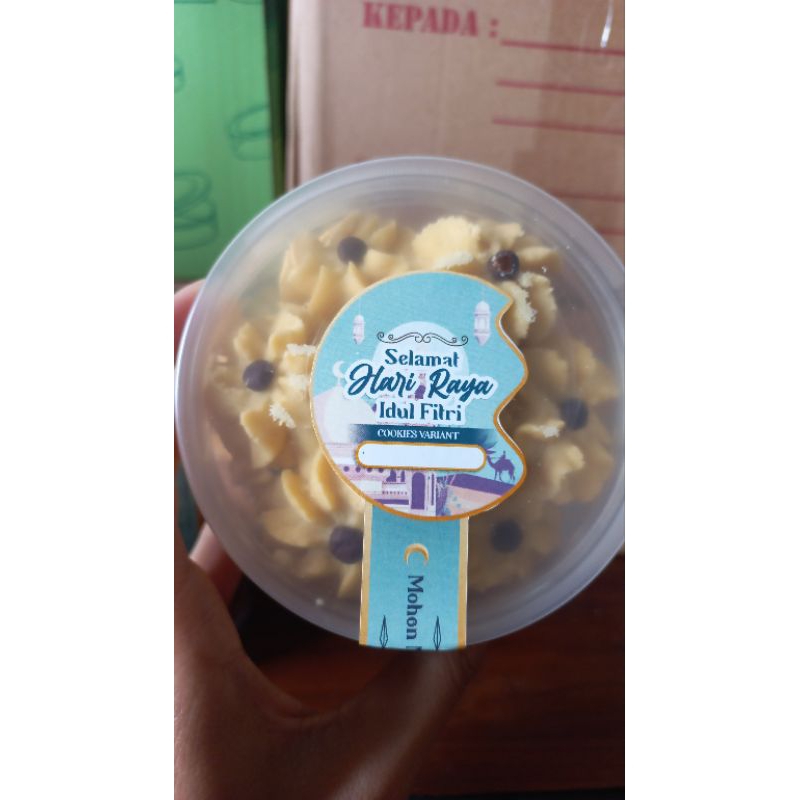 KEPADA :
Selamat
Hari Raya
Idul Fitri
COOKIES VARIANT
Mohon